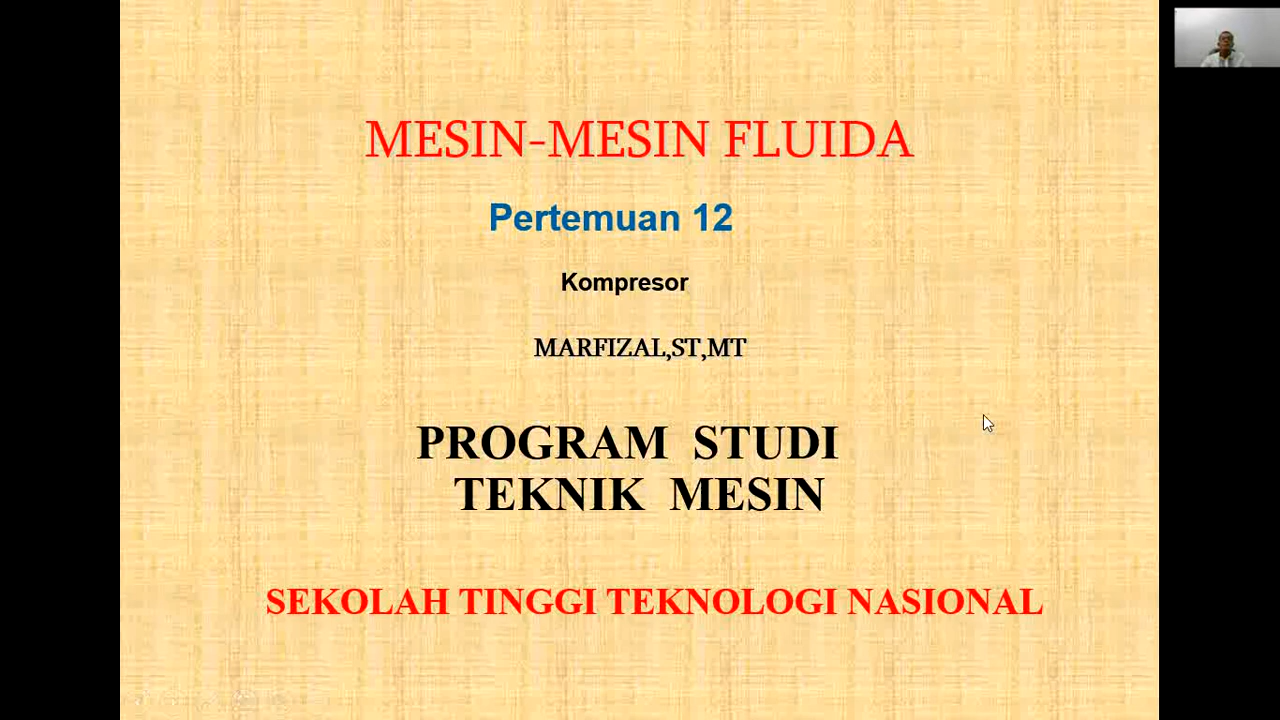 MESIN-MESIN FLUIDA
Pertemuan 12
Kompresor
MARFIZAL,ST,MT
PROGRAM STUDI
TEKNIK MESIN
SEKOLAH TINGGI TEKNOLOGI NASIONAL